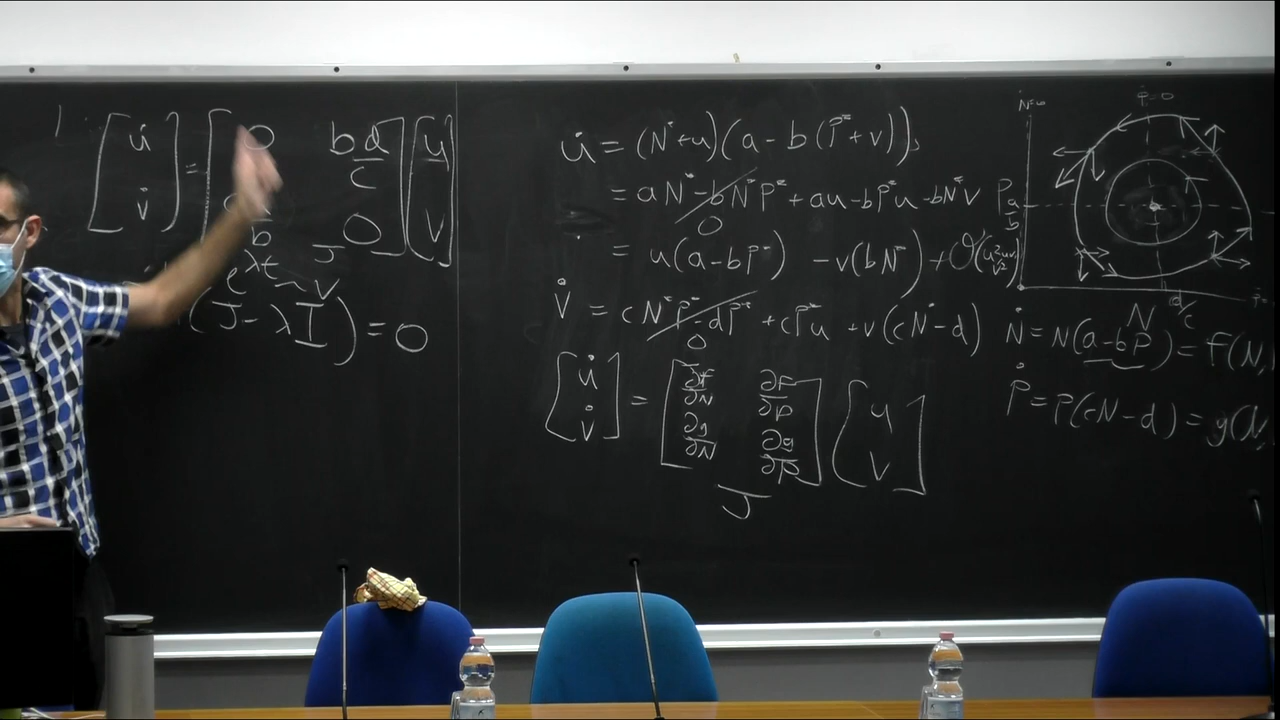 [u̇ v̇] = [0 bd/c b 0] [u v]
J
e^λt ~ v
(J - λI) = 0
u̇ = (N* + u)(a - b(P* + v))
= aN* - bN*P* + au - bP*u - bN*v
0
= u(a - bP*) - v(bN*) + O(u² uv v²)
v̇ = cN*P* - dP* + cP*u + v(cN* - d)
0
[u̇ v̇] = [∂f/∂N ∂f/∂P ∂g/∂N ∂g/∂P] [u v]
J
Ṗ=0
P a/b
N d/c
Ṅ = N(a - bP) = f(N,
Ṗ = P(cN - d) = g(N,